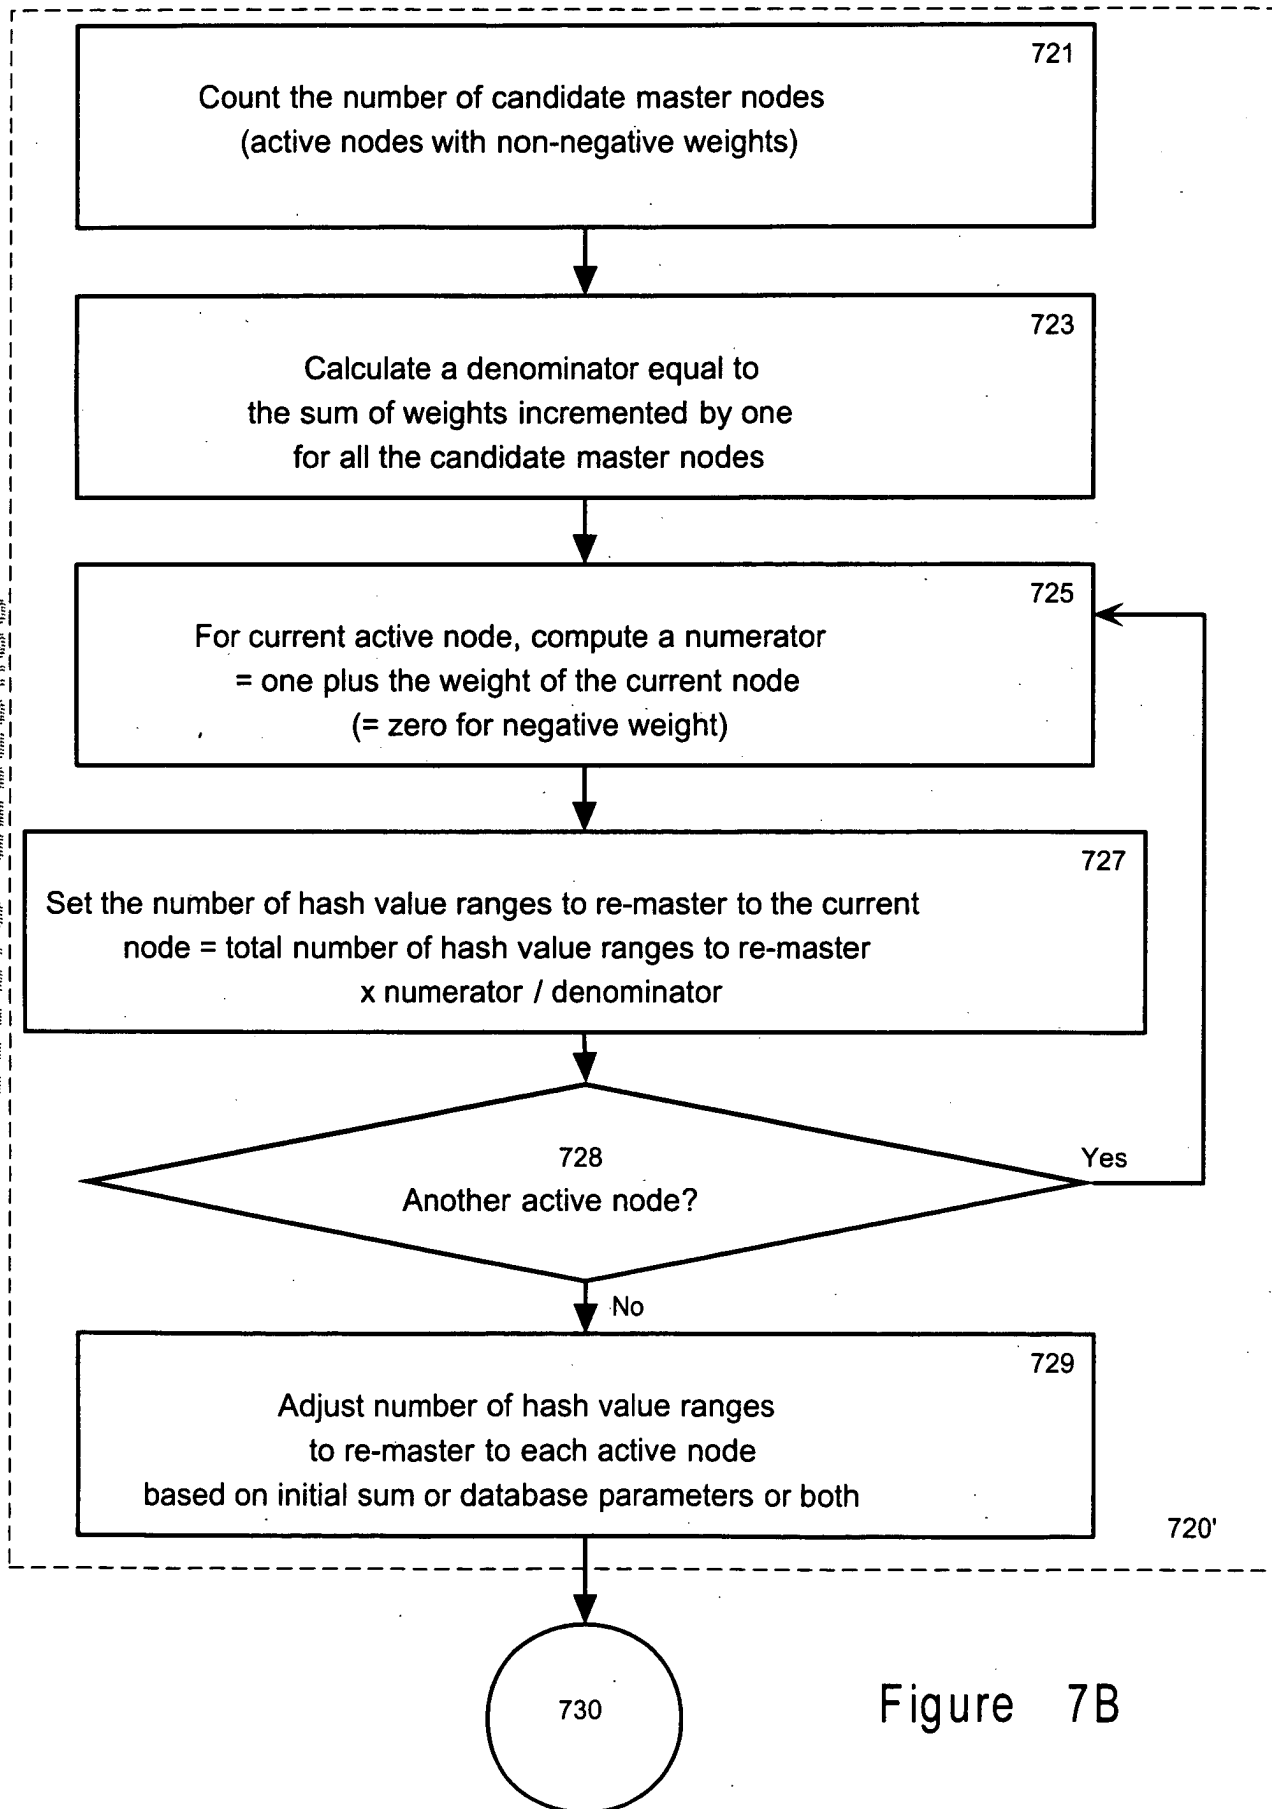 721
Count the number of candidate master nodes
(active nodes with non-negative weights)
723
Calculate a denominator equal to
the sum of weights incremented by one
for all the candidate master nodes
725
For current active node, compute a numerator
= one plus the weight of the current node
(= zero for negative weight)
727
Set the number of hash value ranges to re-master to the current
node = total number of hash value ranges to re-master
x numerator / denominator
728
Yes
Another active node?
No
729
Adjust number of hash value ranges
to re-master to each active node
based on initial sum or database parameters or both
720'
730
Figure 7B